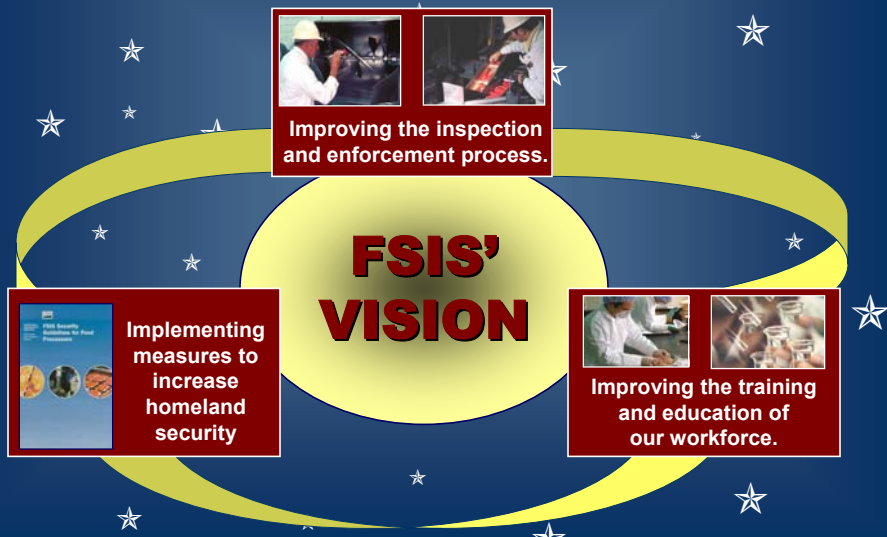 Improving the inspection
and enforcement process.
FSIS'
VISION
FSIS Security
Guidelines for Food
Processors
Implementing
measures to
increase
homeland
security
Improving the training
and education of
our workforce.